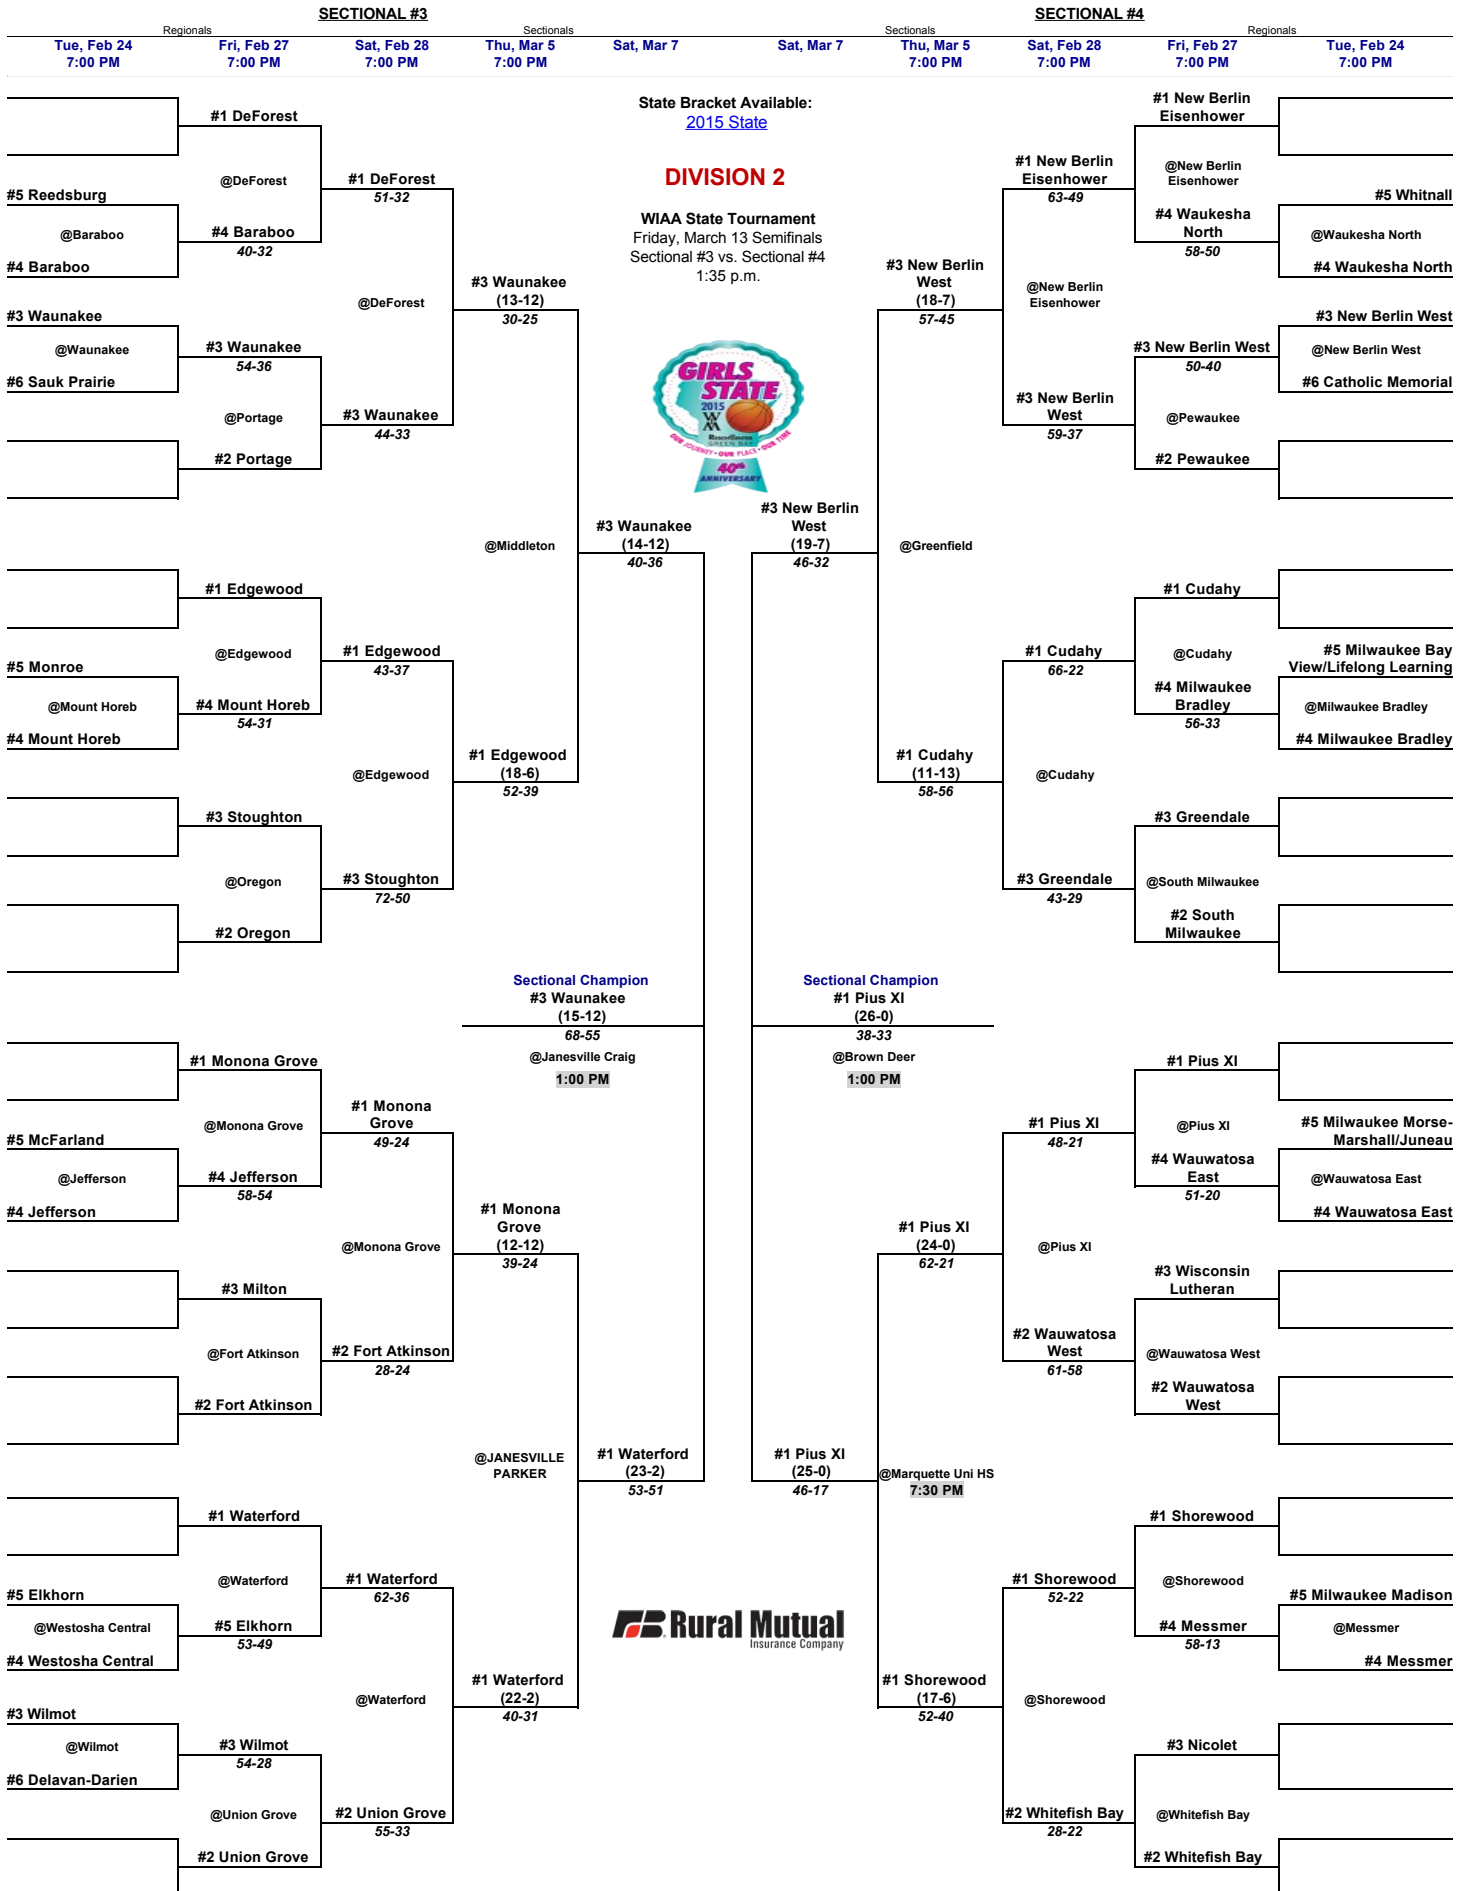 SECTIONAL #3
SECTIONAL #4
Regionals
Sectionals
Sectionals
Regionals
Tue, Feb 24
7:00 PM
Fri, Feb 27
7:00 PM
Sat, Feb 28
7:00 PM
Thu, Mar 5
7:00 PM
Sat, Mar 7
Sat, Mar 7
Thu, Mar 5
7:00 PM
Sat, Feb 28
7:00 PM
Fri, Feb 27
7:00 PM
Tue, Feb 24
7:00 PM
#5 Reedsburg
@Baraboo
#4 Baraboo
#3 Waunakee
@Waunakee
#6 Sauk Prairie
#5 Monroe
@Mount Horeb
#4 Mount Horeb
#5 McFarland
@Jefferson
#4 Jefferson
#5 Elkhorn
@Westosha Central
#4 Westosha Central
#3 Wilmot
@Wilmot
#6 Delavan-Darien
#1 DeForest
@DeForest
#4 Baraboo
40-32
#3 Waunakee
54-36
@Portage
#2 Portage
#1 Edgewood
@Edgewood
#4 Mount Horeb
54-31
#3 Stoughton
@Oregon
#2 Oregon
#1 Monona Grove
@Monona Grove
#4 Jefferson
58-54
#3 Milton
@Fort Atkinson
#2 Fort Atkinson
#1 Waterford
@Waterford
#5 Elkhorn
53-49
#3 Wilmot
54-28
@Union Grove
#2 Union Grove
#1 DeForest
51-32
@DeForest
#3 Waunakee
44-33
#1 Edgewood
43-37
@Edgewood
#3 Stoughton
72-50
#1 Monona
Grove
49-24
@Monona Grove
#2 Fort Atkinson
28-24
#1 Waterford
62-36
@Waterford
#2 Union Grove
55-33
#3 Waunakee
(13-12)
30-25
@Middleton
#1 Edgewood
(18-6)
52-39
#1 Monona
Grove
(12-12)
39-24
@JANESVILLE
PARKER
#1 Waterford
(22-2)
40-31
#3 Waunakee
(14-12)
40-36
Sectional Champion
#3 Waunakee
(15-12)
68-55
@Janesville Craig
1:00 PM
#1 Waterford
(23-2)
53-51
State Bracket Available:
2015 State
DIVISION 2
WIAA State Tournament
Friday, March 13 Semifinals
Sectional #3 vs. Sectional #4
1:35 p.m.
GIRLS
STATE
2015
OUR JOURNEY • OUR PLACE • OUR TIME
GREEN BAY
40th
ANNIVERSARY
Rural Mutual
Insurance Company
#3 New Berlin
West
(19-7)
46-32
Sectional Champion
#1 Pius XI
(26-0)
38-33
@Brown Deer
1:00 PM
#1 Pius XI
(25-0)
46-17
#3 New Berlin
West
(18-7)
57-45
@Greenfield
#1 Cudahy
(11-13)
58-56
#1 Pius XI
(24-0)
62-21
@Marquette Uni HS
7:30 PM
#1 Shorewood
(17-6)
52-40
#1 New Berlin
Eisenhower
63-49
@New Berlin
Eisenhower
#3 New Berlin
West
59-37
#1 Cudahy
66-22
@Cudahy
#3 Greendale
43-29
#1 Pius XI
48-21
@Pius XI
#2 Wauwatosa
West
61-58
#1 Shorewood
52-22
@Shorewood
#2 Whitefish Bay
28-22
#1 New Berlin
Eisenhower
@New Berlin
Eisenhower
#4 Waukesha
North
58-50
#3 New Berlin West
50-40
@Pewaukee
#2 Pewaukee
#1 Cudahy
@Cudahy
#4 Milwaukee
Bradley
56-33
#3 Greendale
@South Milwaukee
#2 South
Milwaukee
#1 Pius XI
@Pius XI
#4 Wauwatosa
East
51-20
#3 Wisconsin
Lutheran
@Wauwatosa West
#2 Wauwatosa
West
#1 Shorewood
@Shorewood
#4 Messmer
58-13
#3 Nicolet
@Whitefish Bay
#2 Whitefish Bay
#5 Whitnall
@Waukesha North
#4 Waukesha North
#3 New Berlin West
@New Berlin West
#6 Catholic Memorial
#5 Milwaukee Bay
View/Lifelong Learning
@Milwaukee Bradley
#4 Milwaukee Bradley
#5 Milwaukee Morse-
Marshall/Juneau
@Wauwatosa East
#4 Wauwatosa East
#5 Milwaukee Madison
@Messmer
#4 Messmer